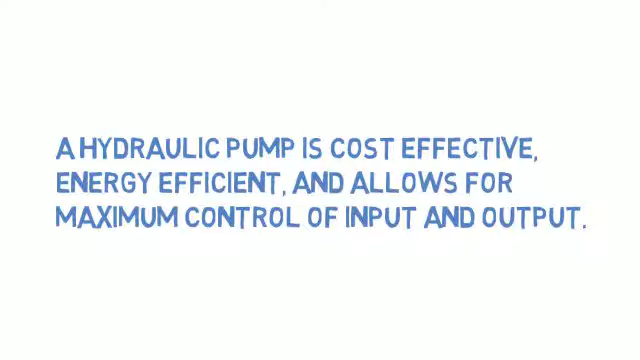 A HYDRAULIC PUMP IS COST EFFECTIVE,
ENERGY EFFICIENT, AND ALLOWS FOR
MAXIMUM CONTROL OF INPUT AND OUTPUT.